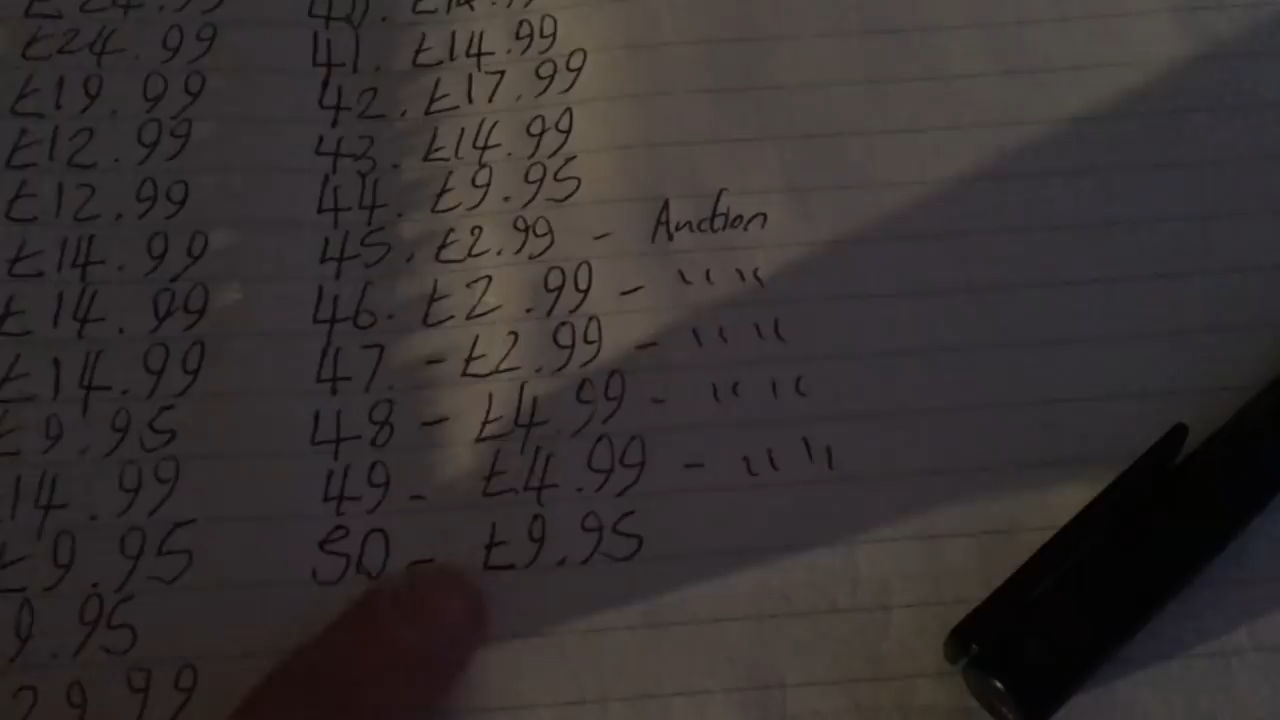 £24.99
£19.99
£12.99
£12.99
£14.99
£14.99
£14.99
£9.95
14.99
£9.95
9.95
29.99
41. £14.99
42. £17.99
43. £14.99
44. £9.95
45. £2.99 - Auction
46. £2.99 - " "
47. - £2.99 - " "
48 - £4.99 - " "
49 - £4.99 - " "
50 - £9.95